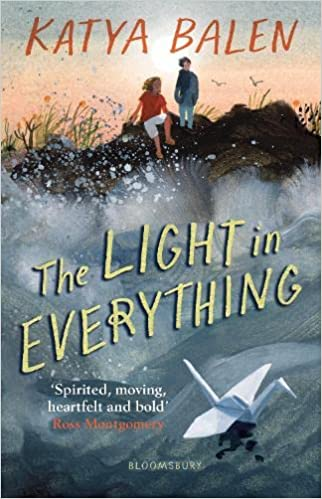 KATYA BALEN
The LIGHT in
EVERYTHING
‘Spirited, moving,
heartfelt and bold’
Ross Montgomery
BLOOMSBURY